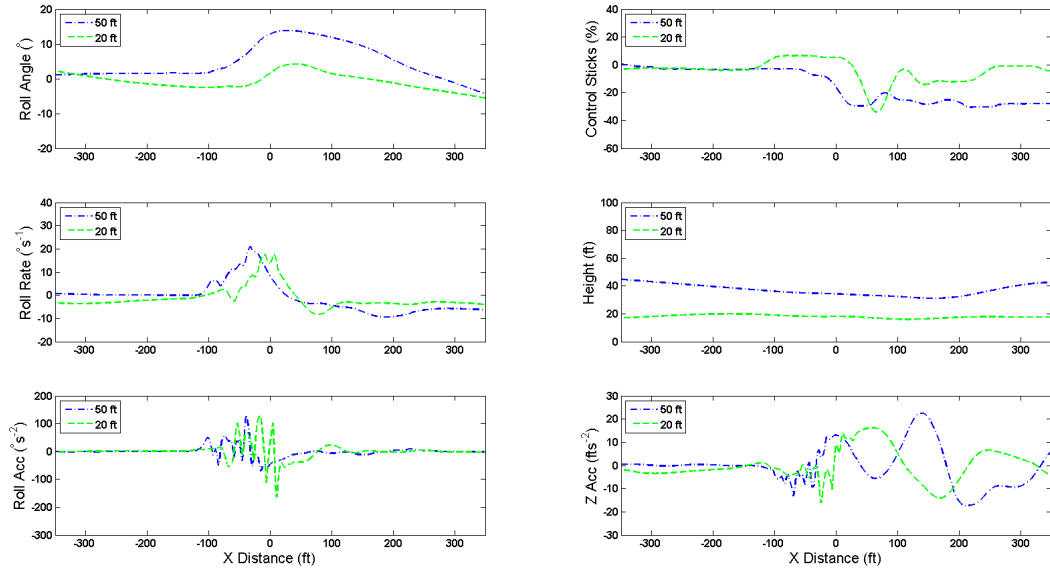 Roll Angle (°)
20
10
0
-10
20
50 ft
20 ft
-300 -200 -100 0 100 200 300
Control Sticks (%)
40
20
0
-20
-40
-60
50 ft
20 ft
-300 -200 -100 0 100 200 300
Roll Rate (°s-1)
40
30
20
10
0
-10
-20
50 ft
20 ft
-300 -200 -100 0 100 200 300
Height (ft)
100
80
60
40
20
0
50 ft
20 ft
-300 -200 -100 0 100 200 300
Roll Acc (°s-2)
200
100
0
-100
-200
-300
50 ft
20 ft
-300 -200 -100 0 100 200 300
X Distance (ft)
Z Acc (fts-2)
30
20
10
0
-10
-20
-30
50 ft
20 ft
-300 -200 -100 0 100 200 300
X Distance (ft)